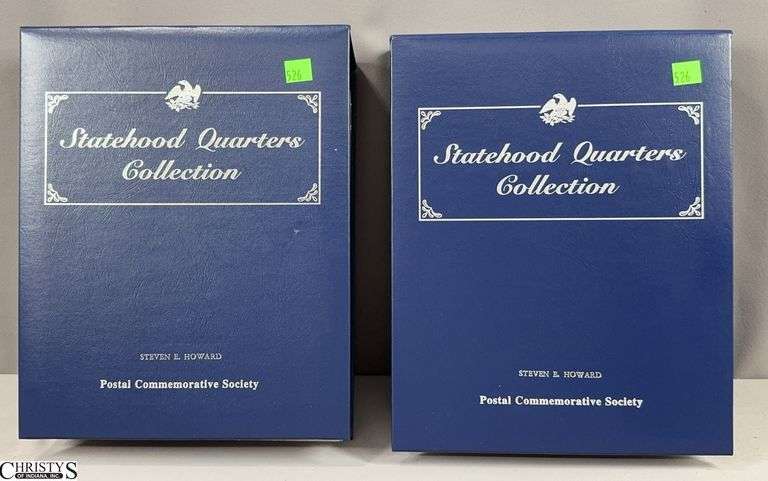 526
Statehood Quarters
Collection
STEVEN E. HOWARD
Postal Commemorative Society
526
Statehood Quarters
Collection
STEVEN E. HOWARD
Postal Commemorative Society
CHRISTYS
OF INDIANA, INC.